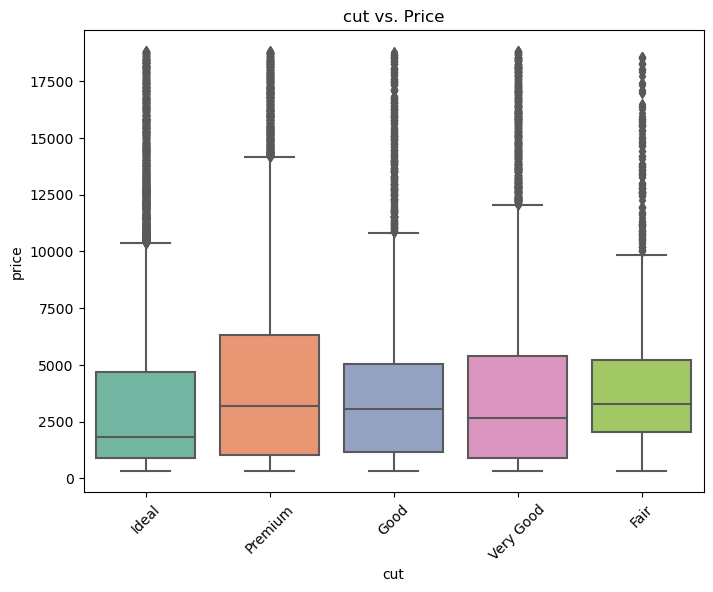 cut vs. Price
price
17500
15000
12500
10000
7500
5000
2500
0
Ideal
Premium
Good
Very Good
Fair
cut